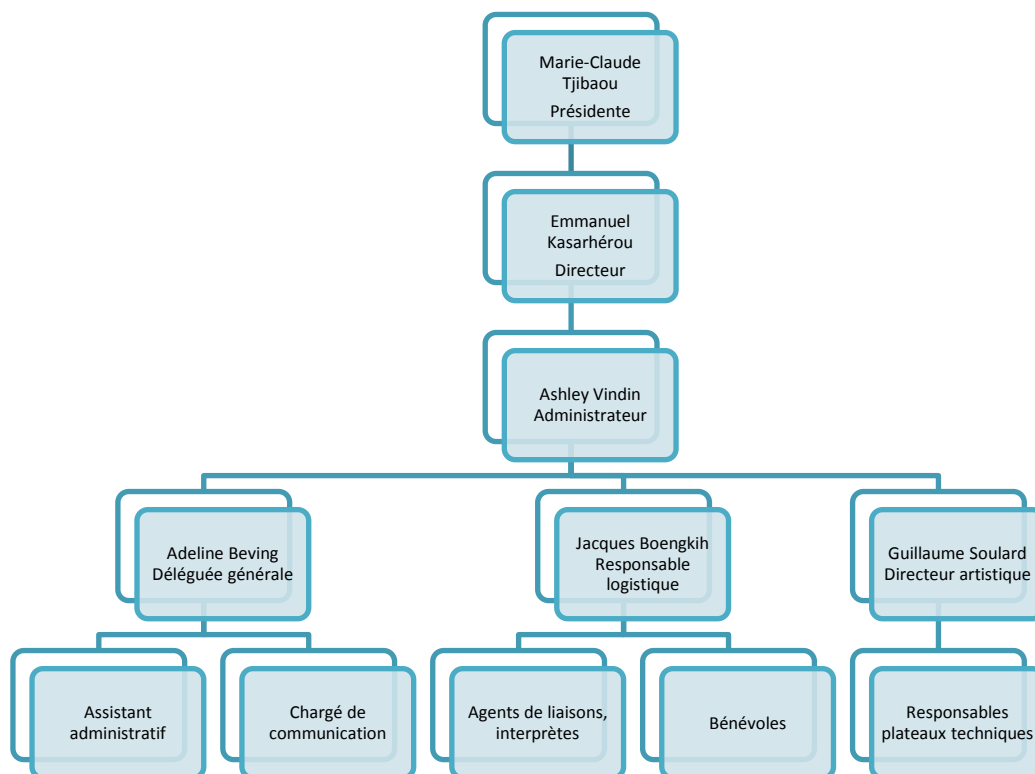 Marie-Claude
Tjibaou
Présidente
Emmanuel
Kasarhérou
Directeur
Ashley Vindin
Administrateur
Adeline Beving
Déléguée générale
Jacques Boengkih
Responsable
logistique
Guillaume Soulard
Directeur artistique
Assistant
administratif
Chargé de
communication
Agents de liaisons,
interprètes
Bénévoles
Responsables
plateaux techniques